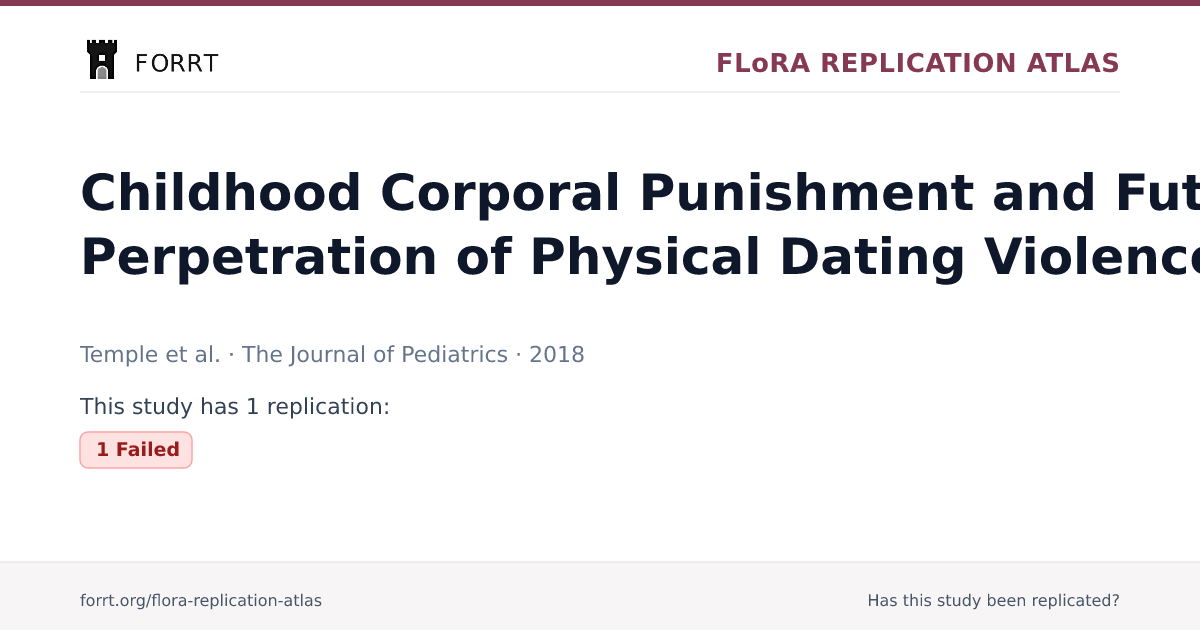 FORRT
FLoRA REPLICATION ATLAS
Childhood Corporal Punishment and Fut
Perpetration of Physical Dating Violenc
Temple et al. · The Journal of Pediatrics · 2018
This study has 1 replication:
1 Failed
forrt.org/flora-replication-atlas
Has this study been replicated?